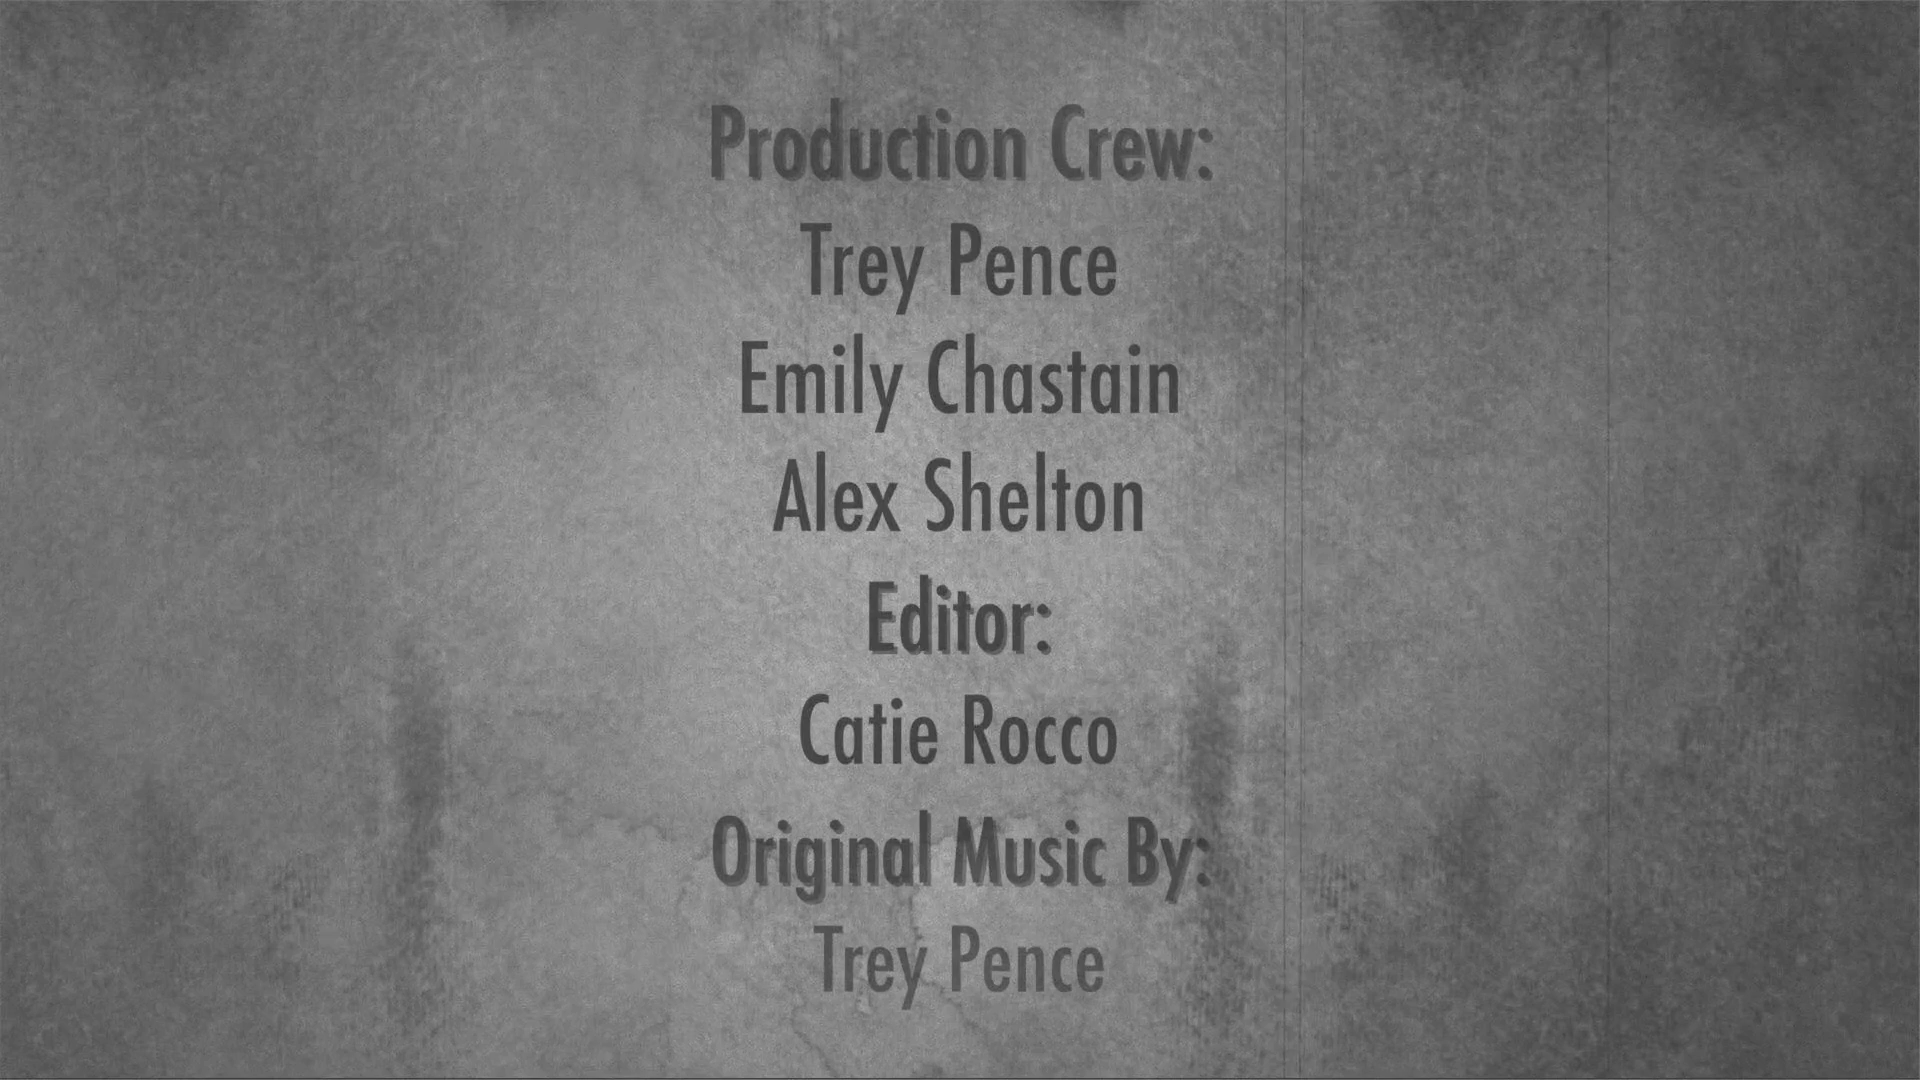 Production Crew:
Trey Pence
Emily Chastain
Alex Shelton
Editor:
Catie Rocco
Original Music By:
Trey Pence